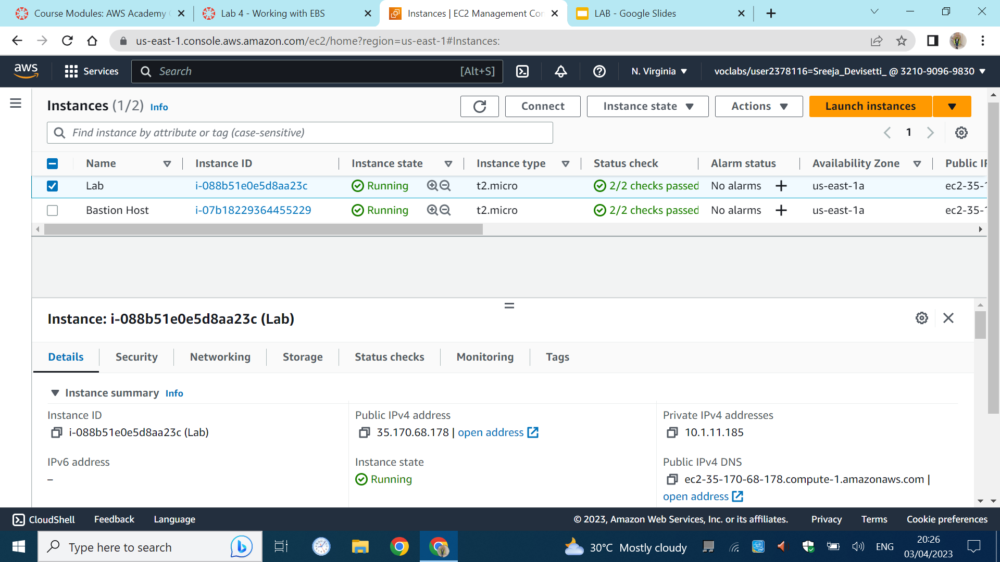 Course Modules: AWS Academy
Lab 4 - Working with EBS
Instances | EC2 Management Con
LAB - Google Slides
us-east-1.console.aws.amazon.com/ec2/home?region=us-east-1#Instances:
aws
Services
Search
[Alt+S]
N. Virginia
voclabs/user2378116=Sreeja_Devisetti_ @ 3210-9096-9830
Instances (1/2) Info
Connect
Instance state
Actions
Launch instances
Find instance by attribute or tag (case-sensitive)
1
Name Instance ID Instance state Instance type Status check Alarm status Availability Zone Public IP
Lab i-088b51e0e5d8aa23c Running t2.micro 2/2 checks passed No alarms us-east-1a ec2-35-1
Bastion Host i-07b18229364455229 Running t2.micro 2/2 checks passed No alarms us-east-1a ec2-35-1
Instance: i-088b51e0e5d8aa23c (Lab)
Details Security Networking Storage Status checks Monitoring Tags
Instance summary Info
Instance ID
i-088b51e0e5d8aa23c (Lab)
Public IPv4 address
35.170.68.178 | open address
Private IPv4 addresses
10.1.11.185
IPv6 address
–
Instance state
Running
Public IPv4 DNS
ec2-35-170-68-178.compute-1.amazonaws.com |
open address
CloudShell Feedback Language
© 2023, Amazon Web Services, Inc. or its affiliates. Privacy Terms Cookie preferences
Type here to search
30°C Mostly cloudy
ENG
20:26
03/04/2023